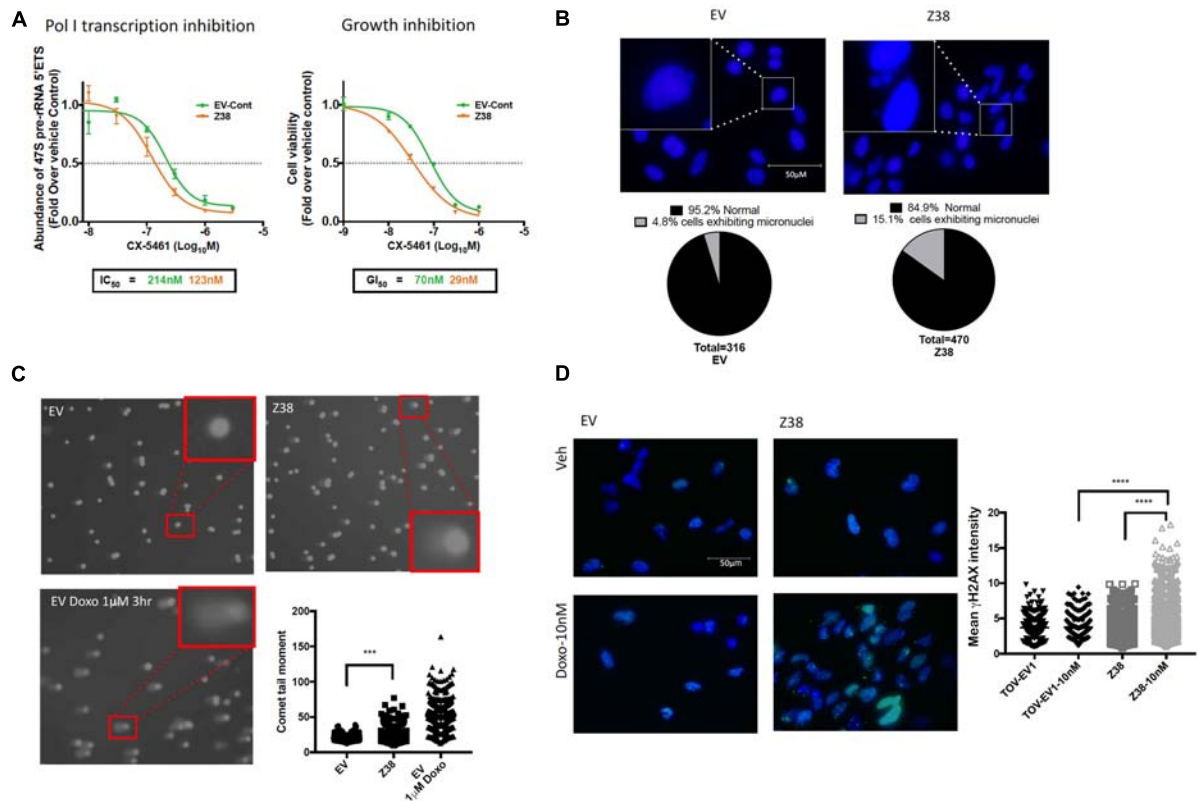 A
Pol I transcription inhibition
Growth inhibition
Abundance of 47S pre-rRNA 5'ETS
(Fold Over vehicle Control)
1.0
0.5
0.0
EV-Cont
Z38
-8
-7
-6
-5
CX-5461 (Log10M)
IC50 = 214nM 123nM
Cell viability
(Fold over vehicle control)
1.0
0.5
0.0
EV-Cont
Z38
-9
-8
-7
-6
-5
CX-5461 (Log10M)
GI50 = 70nM 29nM
B
EV
Z38
50µM
95.2% Normal
4.8% cells exhibiting micronuclei
84.9% Normal
15.1% cells exhibiting micronuclei
Total=316
EV
Total=470
Z38
C
EV
Z38
EV Doxo 1µM 3hr
Comet tail moment
200
150
100
50
0
***
EV
Z38
EV
1µM Doxo
D
EV
Z38
Veh
50µm
Doxo-10nM
Mean γH2AX intensity
20
15
10
5
0
****
****
TOV-EV1
TOV-EV1-10nM
Z38
Z38-10nM